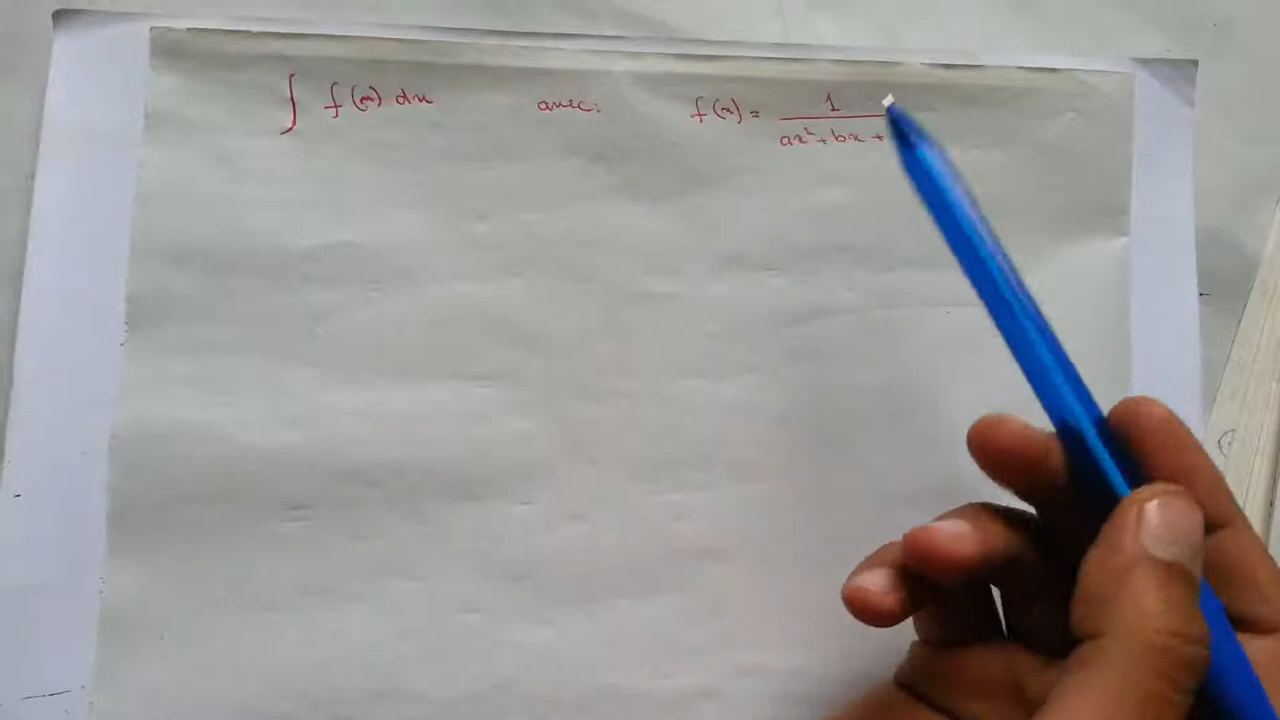 ∫ f(x) dx avec: f(x) = 1 / ax² + bx +